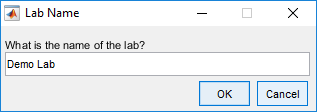 Lab Name
What is the name of the lab?
Demo Lab
OK Cancel